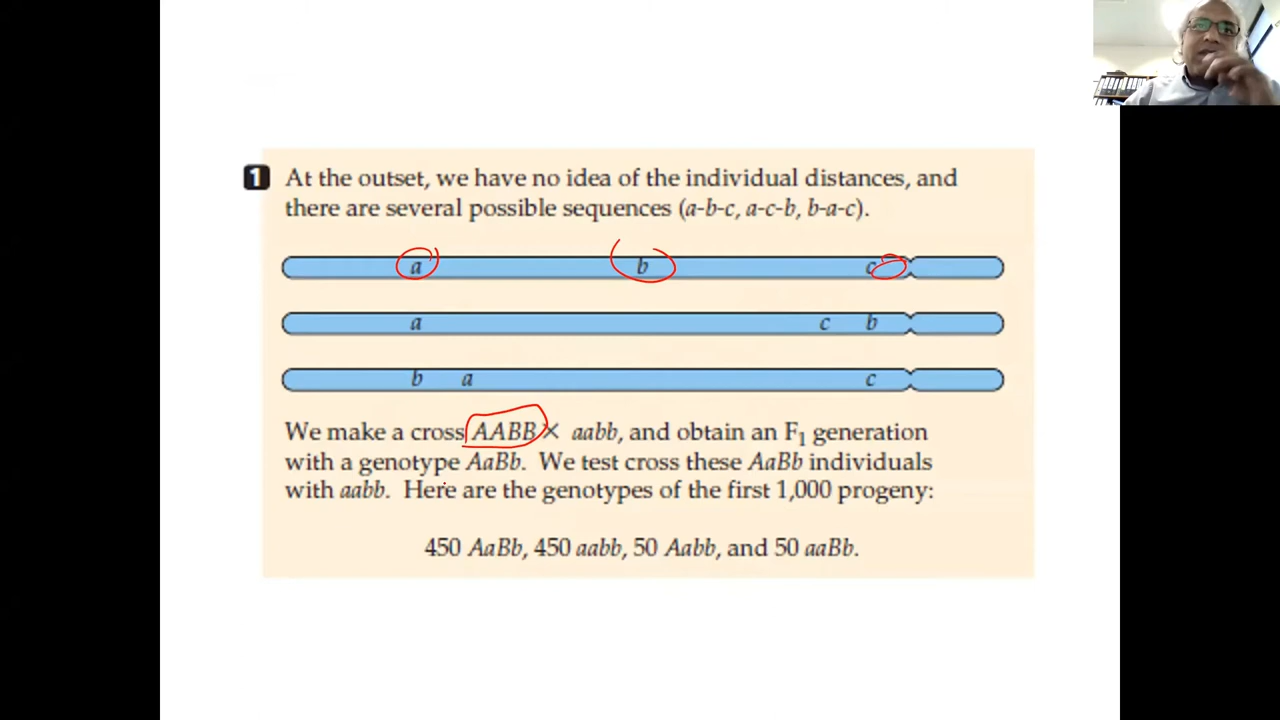 1 At the outset, we have no idea of the individual distances, and
there are several possible sequences (a-b-c, a-c-b, b-a-c).
a b c
a c b
b a c
We make a cross AABB × aabb, and obtain an F₁ generation
with a genotype AaBb. We test cross these AaBb individuals
with aabb. Here are the genotypes of the first 1,000 progeny:
450 AaBb, 450 aabb, 50 Aabb, and 50 aaBb.